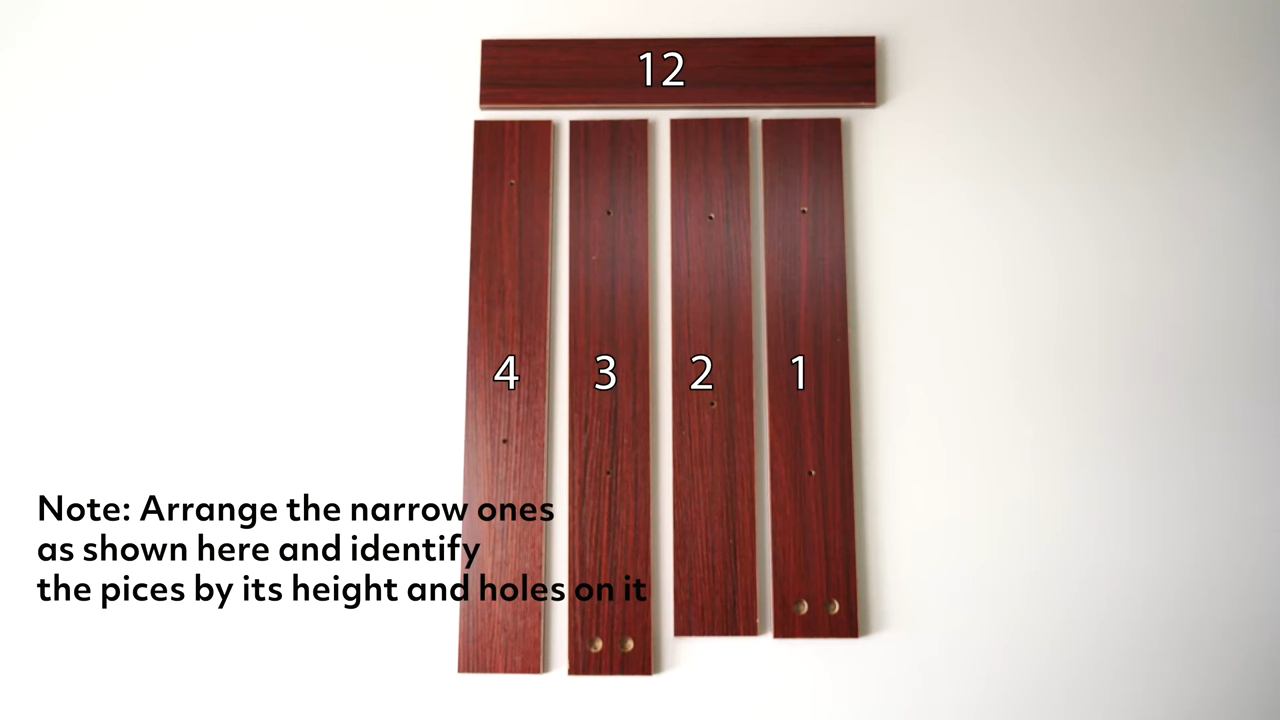 12
4 3 2 1
Note: Arrange the narrow ones
as shown here and identify
the pices by its height and holes on it